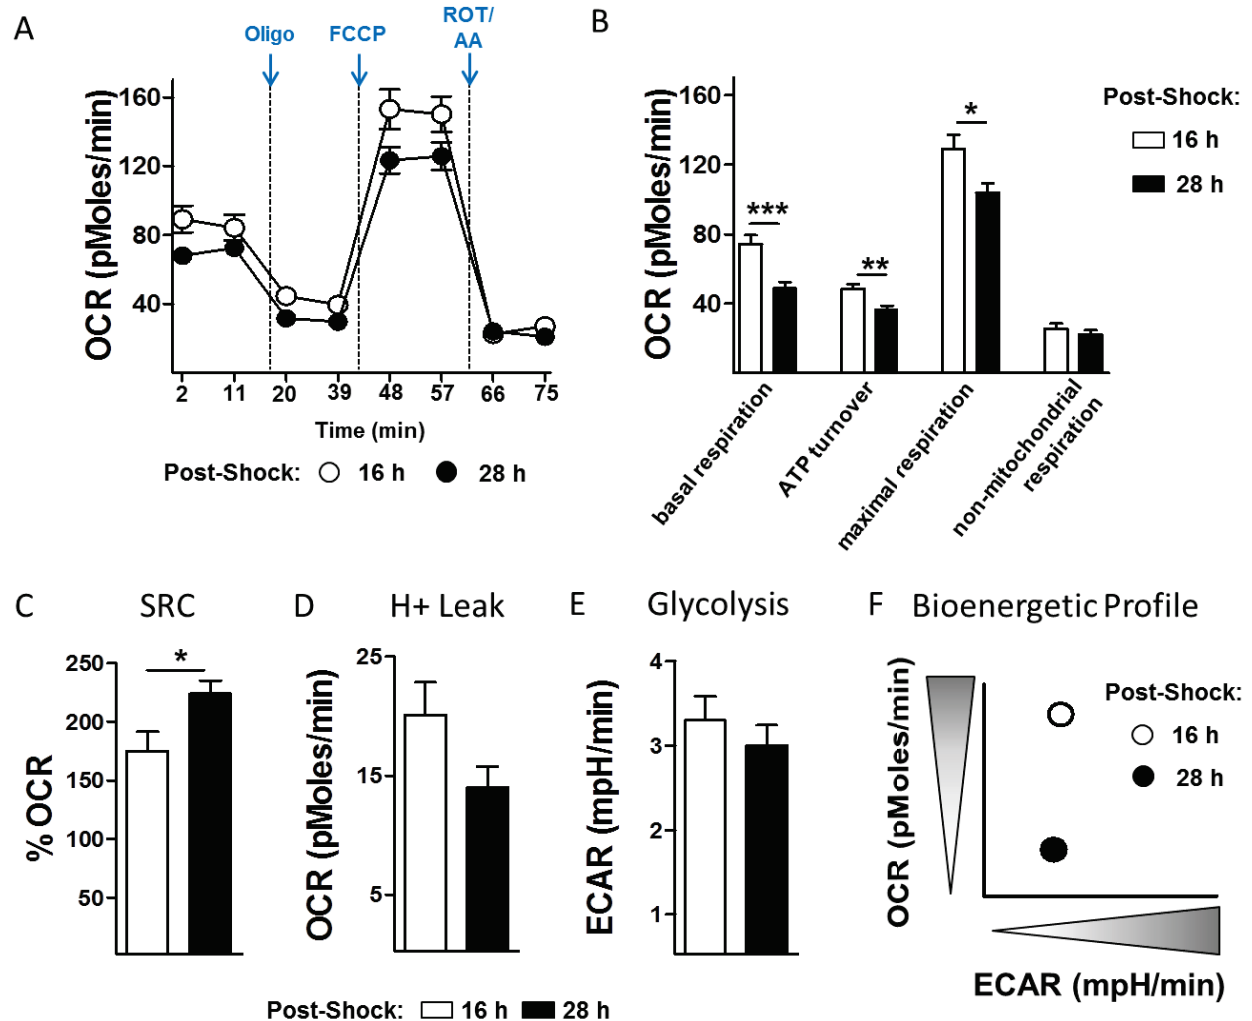 A
Oligo
FCCP
ROT/
AA
OCR (pMoles/min)
160
120
80
40
2 11 20 39 48 57 66 75
Time (min)
Post-Shock: 16 h 28 h
B
OCR (pMoles/min)
160
120
80
40
***
**
*
basal respiration
ATP turnover
maximal respiration
non-mitochondrial
respiration
Post-Shock:
16 h
28 h
C SRC
% OCR
250
200
150
100
50
*
D H+ Leak
OCR (pMoles/min)
25
15
5
E Glycolysis
ECAR (mpH/min)
4
3
2
1
F Bioenergetic Profile
OCR (pMoles/min)
Post-Shock:
16 h
28 h
ECAR (mpH/min)
Post-Shock: 16 h 28 h